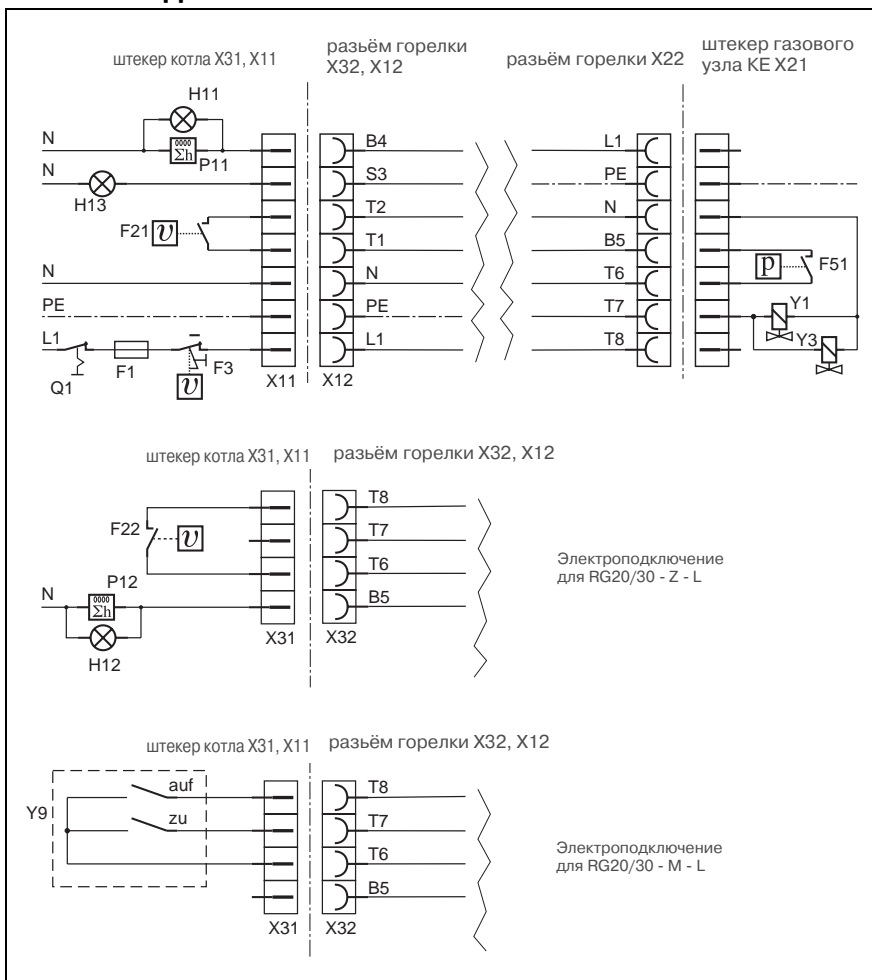 штекер котла X31, X11
разъём горелки
X32, X12
разъём горелки X22
штекер газового
узла KE X21
H11
N
0000
Σh
P11
B4
L1
N
H13
S3
PE
F21
υ
T2
N
T1
B5
p
F51
N
N
T6
PE
PE
T7
Y1
L1
L1
T8
Y3
Q1
F1
υ
F3
X11
X12
штекер котла X31, X11
разъём горелки X32, X12
T8
F22
υ
T7
T6
N
P12
0000
Σh
B5
H12
X31
X32
Электроподключение
для RG20/30 - Z - L
штекер котла X31, X11
разъём горелки X32, X12
Y9
auf
T8
zu
T7
T6
B5
X31
X32
Электроподключение
для RG20/30 - M - L